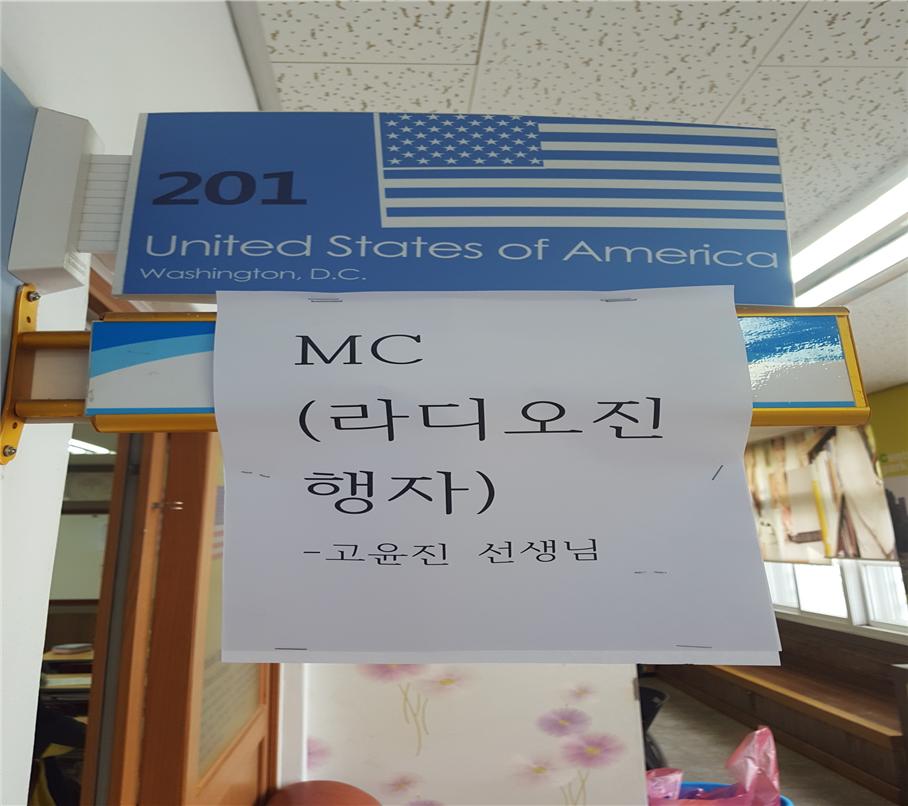 201
United States of America
Washington, D.C.
MC
(라디오진
행자)
-고윤진 선생님